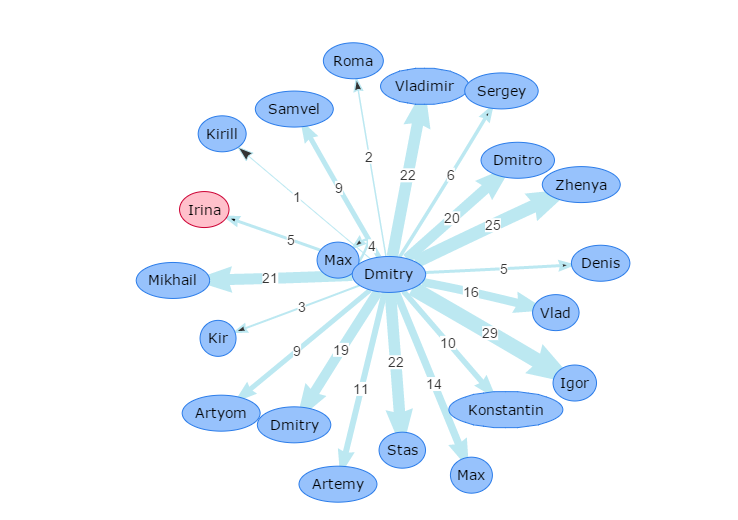 Roma
Vladimir
Sergey
Samvel
Kirill
2
Dmitro
22
6
Zhenya
9
1
Irina
20
25
5
4
Max
Dmitry
Denis
5
Mikhail
21
16
3
Vlad
Kir
29
9
19
10
22
Igor
11
14
Artyom
Dmitry
Konstantin
Stas
Max
Artemy